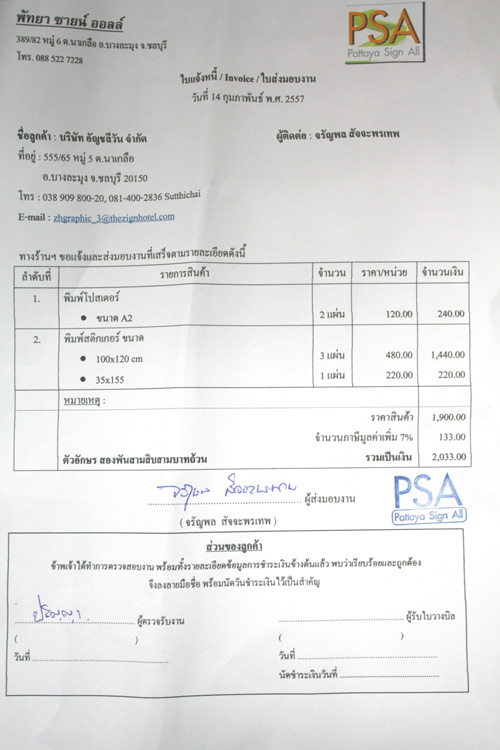 พัทยา ซายน์ ออลล์
389/82 หมู่ 6 ต.นาเกลือ อ.บางละมุง จ.ชลบุรี
โทร. 088 522 7228
PSA
Pattaya Sign All
ใบแจ้งหนี้ / Invoice / ใบส่งมอบงาน
วันที่ 14 กุมภาพันธ์ พ.ศ. 2557
ชื่อลูกค้า : บริษัท อัญชลีวัน จำกัด ผู้ติดต่อ : จรัญพล สัจจะพรเทพ
ที่อยู่ : 555/65 หมู่ 5 ต.นาเกลือ
อ.บางละมุง จ.ชลบุรี 20150
โทร : 038 909 800-20, 081-400-2836 Sutthichai
E-mail : zhgraphic_3@thezignhotel.com
ทางร้านฯ ขอแจ้งและส่งมอบงานที่เสร็จตามรายละเอียดดังนี้
ลำดับที่ รายการสินค้า จำนวน ราคา/หน่วย จำนวนเงิน
1. พิมพ์โปสเตอร์
• ขนาด A2 2 แผ่น 120.00 240.00
2. พิมพ์สติกเกอร์ ขนาด
• 100x120 cm 3 แผ่น 480.00 1,440.00
• 35x155 1 แผ่น 220.00 220.00
หมายเหตุ :
ราคาสินค้า 1,900.00
จำนวนภาษีมูลค่าเพิ่ม 7% 133.00
ตัวอักษร สองพันสามสิบสามบาทถ้วน รวมเป็นเงิน 2,033.00
จรัญพล สัจจะพรเทพ ผู้ส่งมอบงาน
( จรัญพล สัจจะพรเทพ )
PSA
Pattaya Sign All
ส่วนของลูกค้า
ข้าพเจ้าได้ทำการตรวจสอบงาน พร้อมทั้งรายละเอียดข้อมูลการชำระเงินข้างต้นแล้ว พบว่าเรียบร้อยและถูกต้อง
จึงลงลายมือชื่อ พร้อมนัดวันชำระเงินไว้เป็นสำคัญ
ปริญญา ผู้ตรวจรับงาน ผู้รับใบวางบิล
( ) ( )
วันที่ วันที่
นัดชำระเงินวันที่